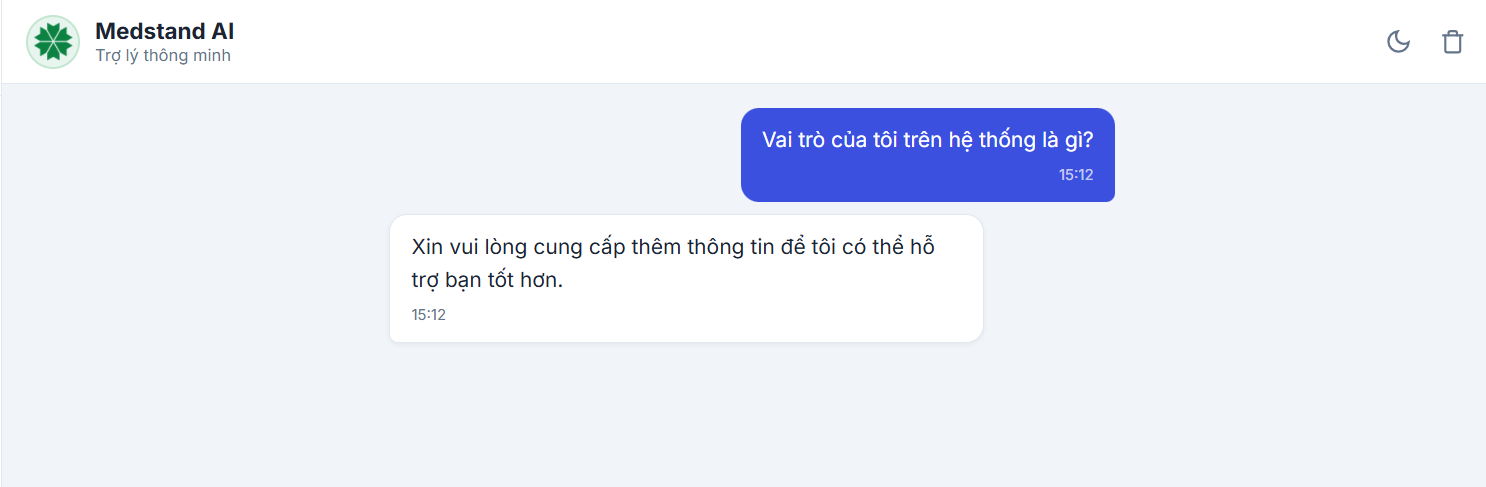 Medstand AI
Trợ lý thông minh
Vai trò của tôi trên hệ thống là gì?
15:12
Xin vui lòng cung cấp thêm thông tin để tôi có thể hỗ
trợ bạn tốt hơn.
15:12